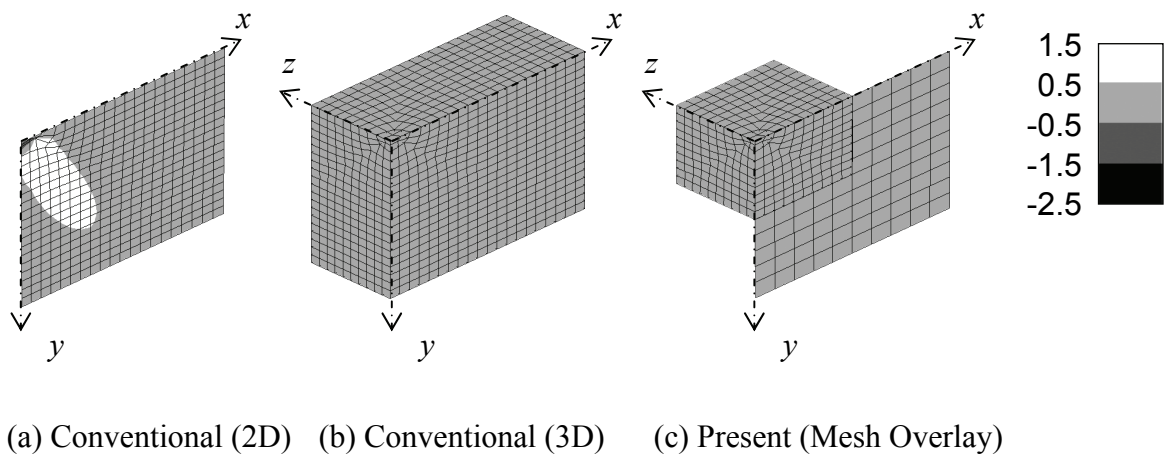 x
y
z
x
y
z
x
y
1.5
0.5
-0.5
-1.5
-2.5
(a) Conventional (2D) (b) Conventional (3D) (c) Present (Mesh Overlay)